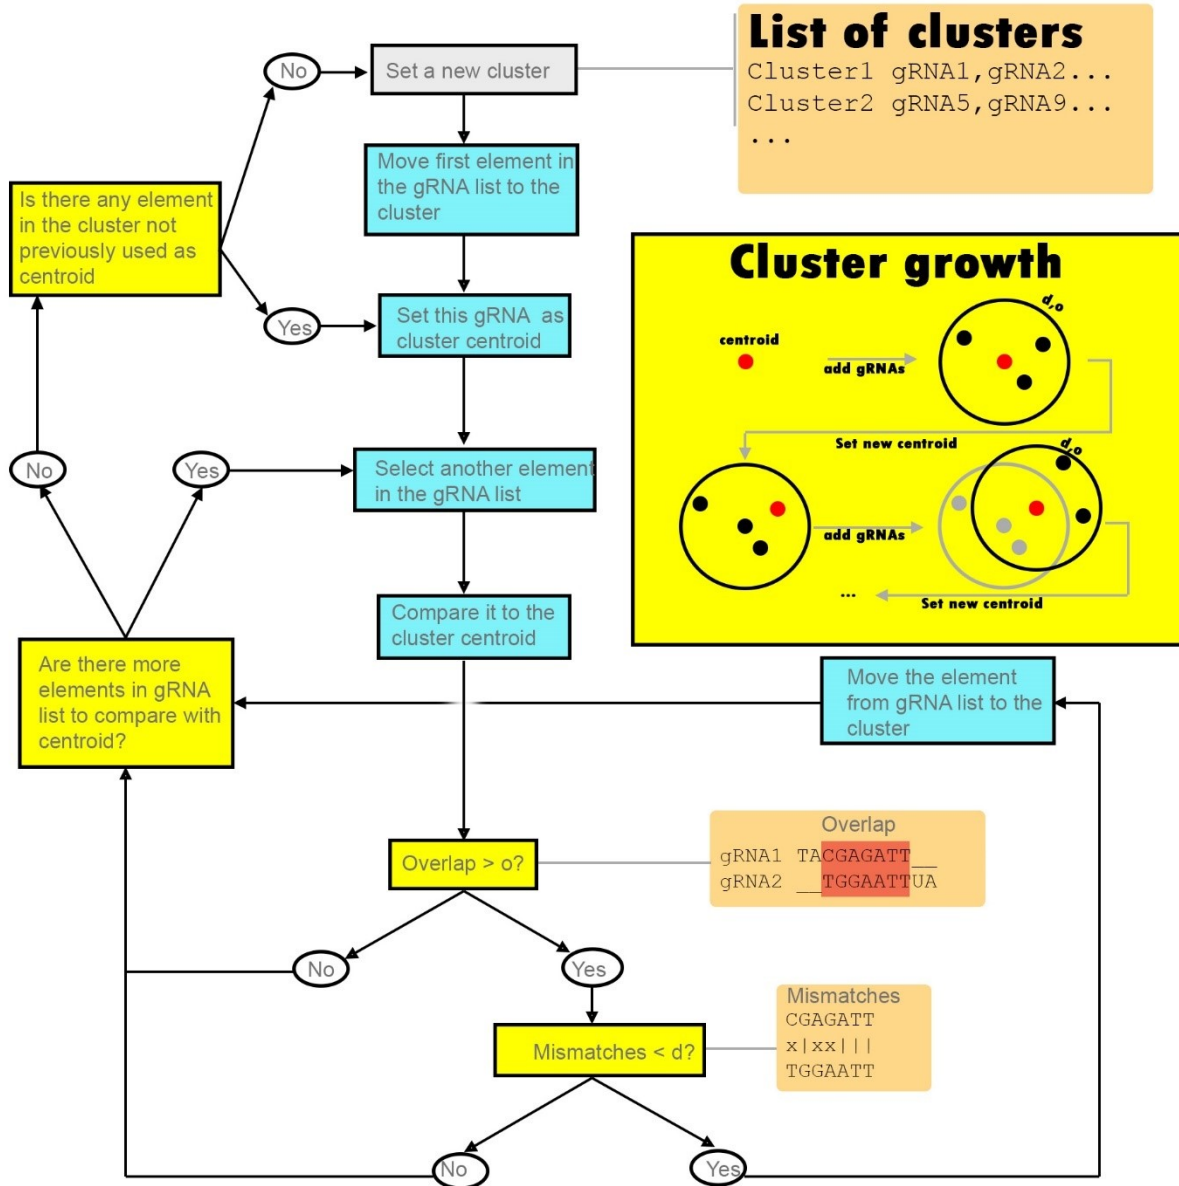 No
Set a new cluster
List of clusters
Cluster1 gRNA1,gRNA2...
Cluster2 gRNA5,gRNA9...
...
Move first element in
the gRNA list to the
cluster
Is there any element
in the cluster not
previously used as
centroid
Yes
Set this gRNA as
cluster centroid
Cluster growth
centroid
add gRNAs
d,o
Set new centroid
d,o
add gRNAs
...
Set new centroid
No
Yes
Select another element
in the gRNA list
Compare it to the
cluster centroid
Are there more
elements in gRNA
list to compare with
centroid?
Move the element
from gRNA list to the
cluster
Overlap > o?
Overlap
gRNA1 TACGAGATT__
gRNA2 __TGGAATTUA
No
Yes
Mismatches < d?
Mismatches
CGAGATT
x|xx|||
TGGAATT
No
Yes